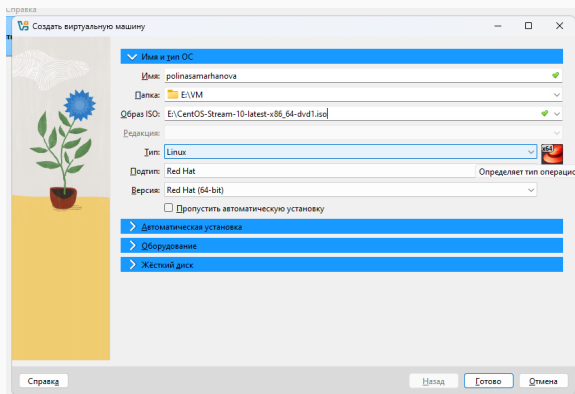 Справка
Создать виртуальную машину
Имя и тип ОС
Имя: polinasamarhanova
Папка: E:\VM
Образ ISO: E:\CentOS-Stream-10-latest-x86_64-dvd1.iso
Редакция:
Тип: Linux
x64
Подтип: Red Hat
Определяет тип операцио
Версия: Red Hat (64-bit)
Пропустить автоматическую установку
Автоматическая установка
Оборудование
Жёсткий диск
Справка Назад Готово Отмена